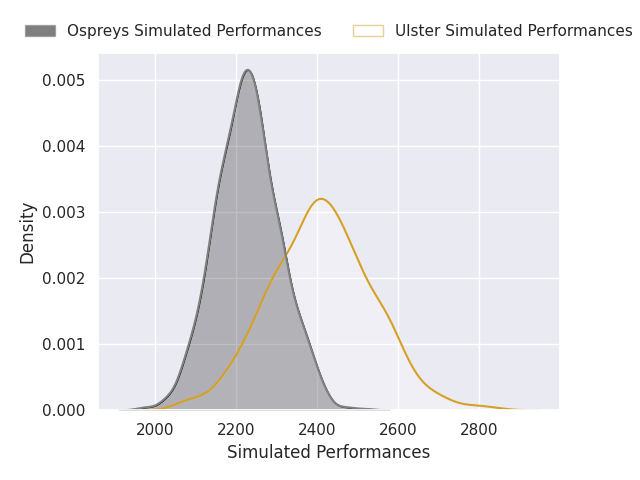 Ospreys Simulated Performances Ulster Simulated Performances
0.005
0.004
0.003
0.002
0.001
0.000
Density
2000 2200 2400 2600 2800
Simulated Performances